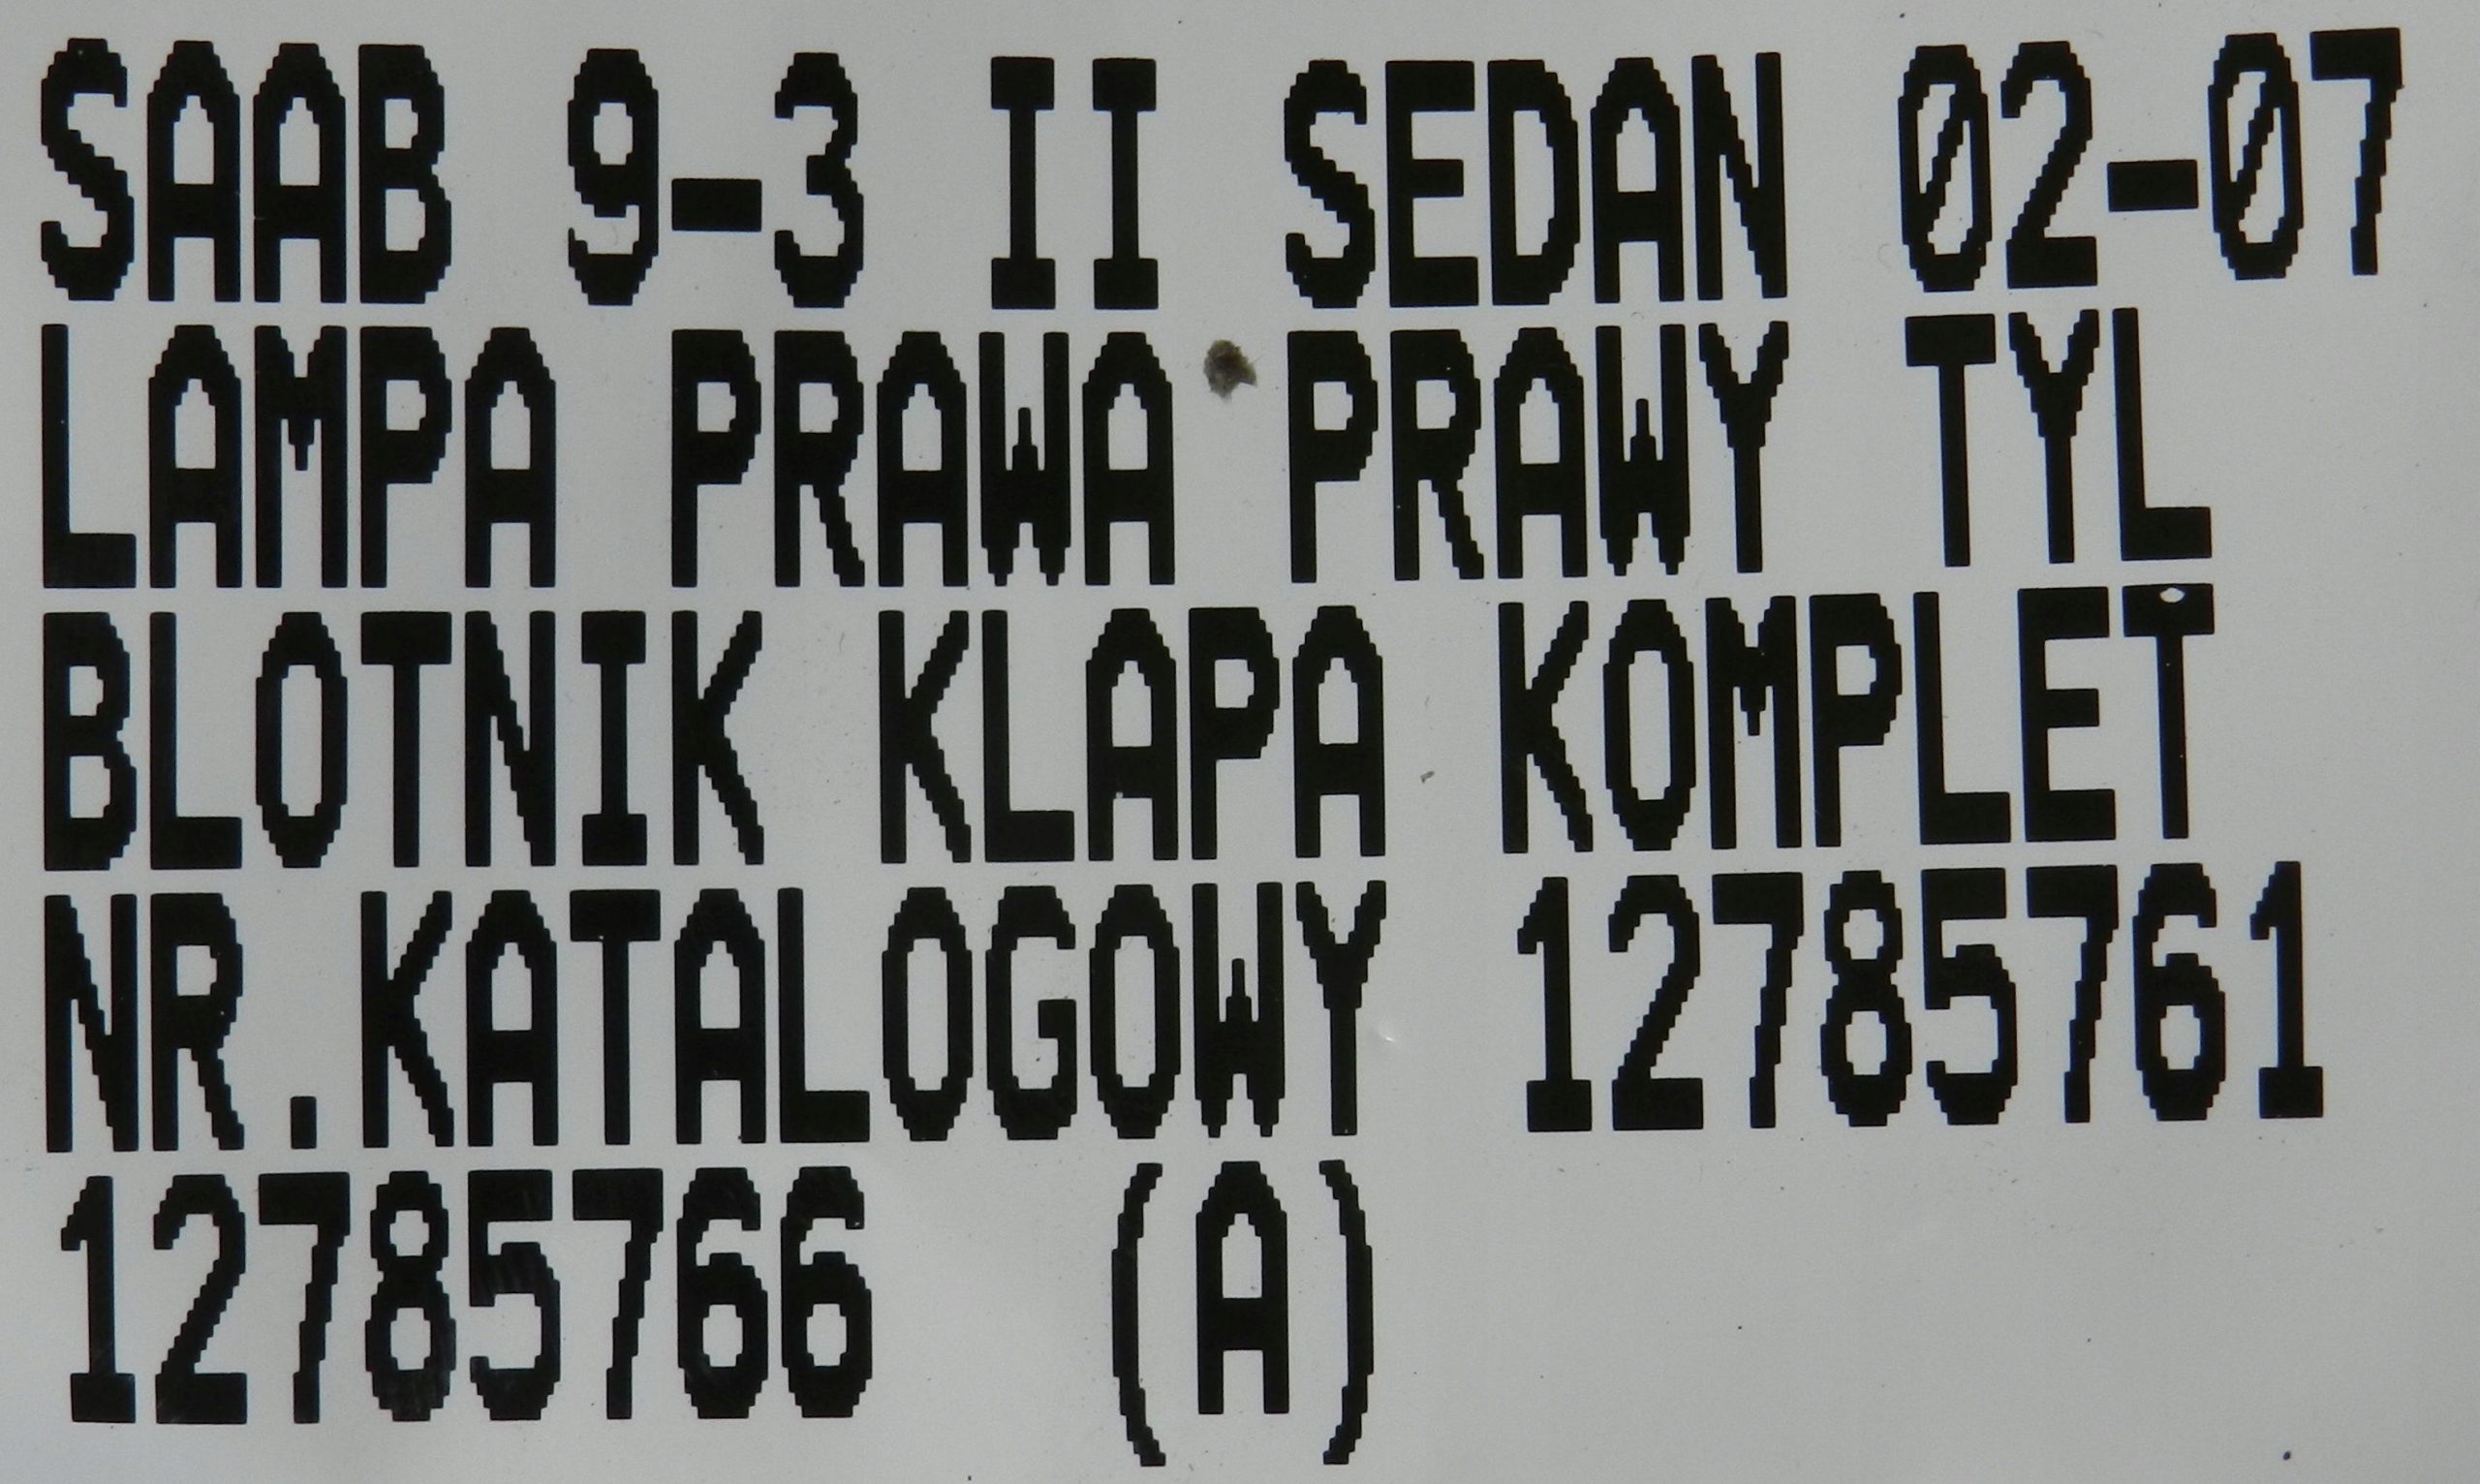 SAAB 9-3 II SEDAN 02-07
LAMPA PRAWA PRAWY TYL
BLOTNIK KLAPA KOMPLET
NR.KATALOGOWY 12785761
12785766 (A)